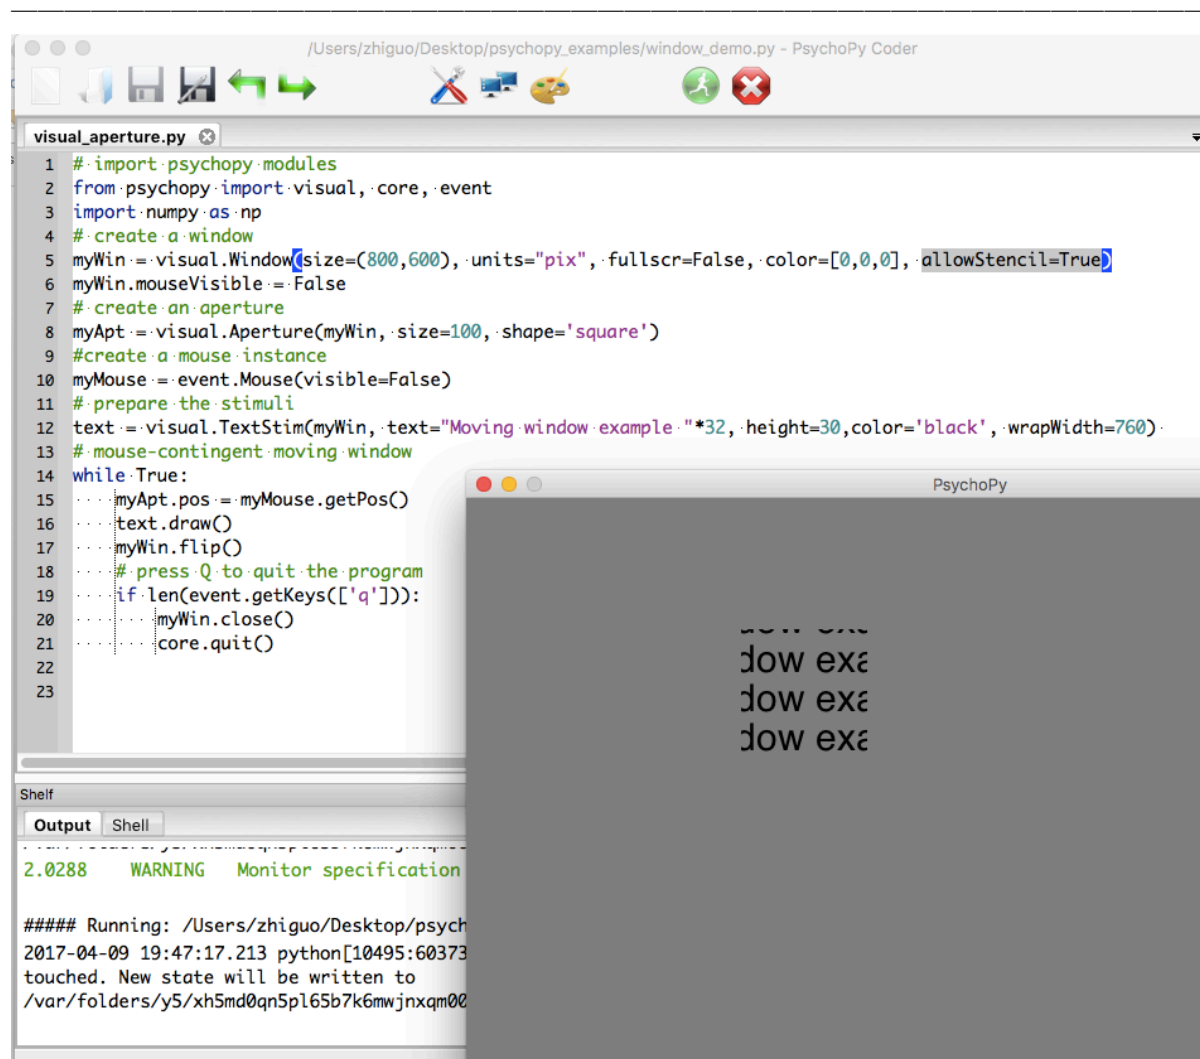 /Users/zhiguo/Desktop/psychopy_examples/window_demo.py - PsychoPy Coder
visual_aperture.py
1 # import psychopy modules
2 from psychopy import visual, core, event
3 import numpy as np
4 # create a window
5 myWin = visual.Window(size=(800,600), units="pix", fullscr=False, color=[0,0,0], allowStencil=True)
6 myWin.mouseVisible = False
7 # create an aperture
8 myApt = visual.Aperture(myWin, size=100, shape='square')
9 #create a mouse instance
10 myMouse = event.Mouse(visible=False)
11 # prepare the stimuli
12 text = visual.TextStim(myWin, text="Moving window example "*32, height=30,color='black', wrapWidth=760)
13 # mouse-contingent moving window
14 while True:
15     myApt.pos = myMouse.getPos()
16     text.draw()
17     myWin.flip()
18     # press Q to quit the program
19     if len(event.getKeys(['q'])):
20         myWin.close()
21         core.quit()
22
23
PsychoPy
dow exa
dow exa
dow exa
Shelf
Output Shell
2.0288 WARNING Monitor specification
##### Running: /Users/zhiguo/Desktop/psych
2017-04-09 19:47:17.213 python[10495:60373
touched. New state will be written to
/var/folders/y5/xh5md0qn5pl65b7k6mwjnxqm00